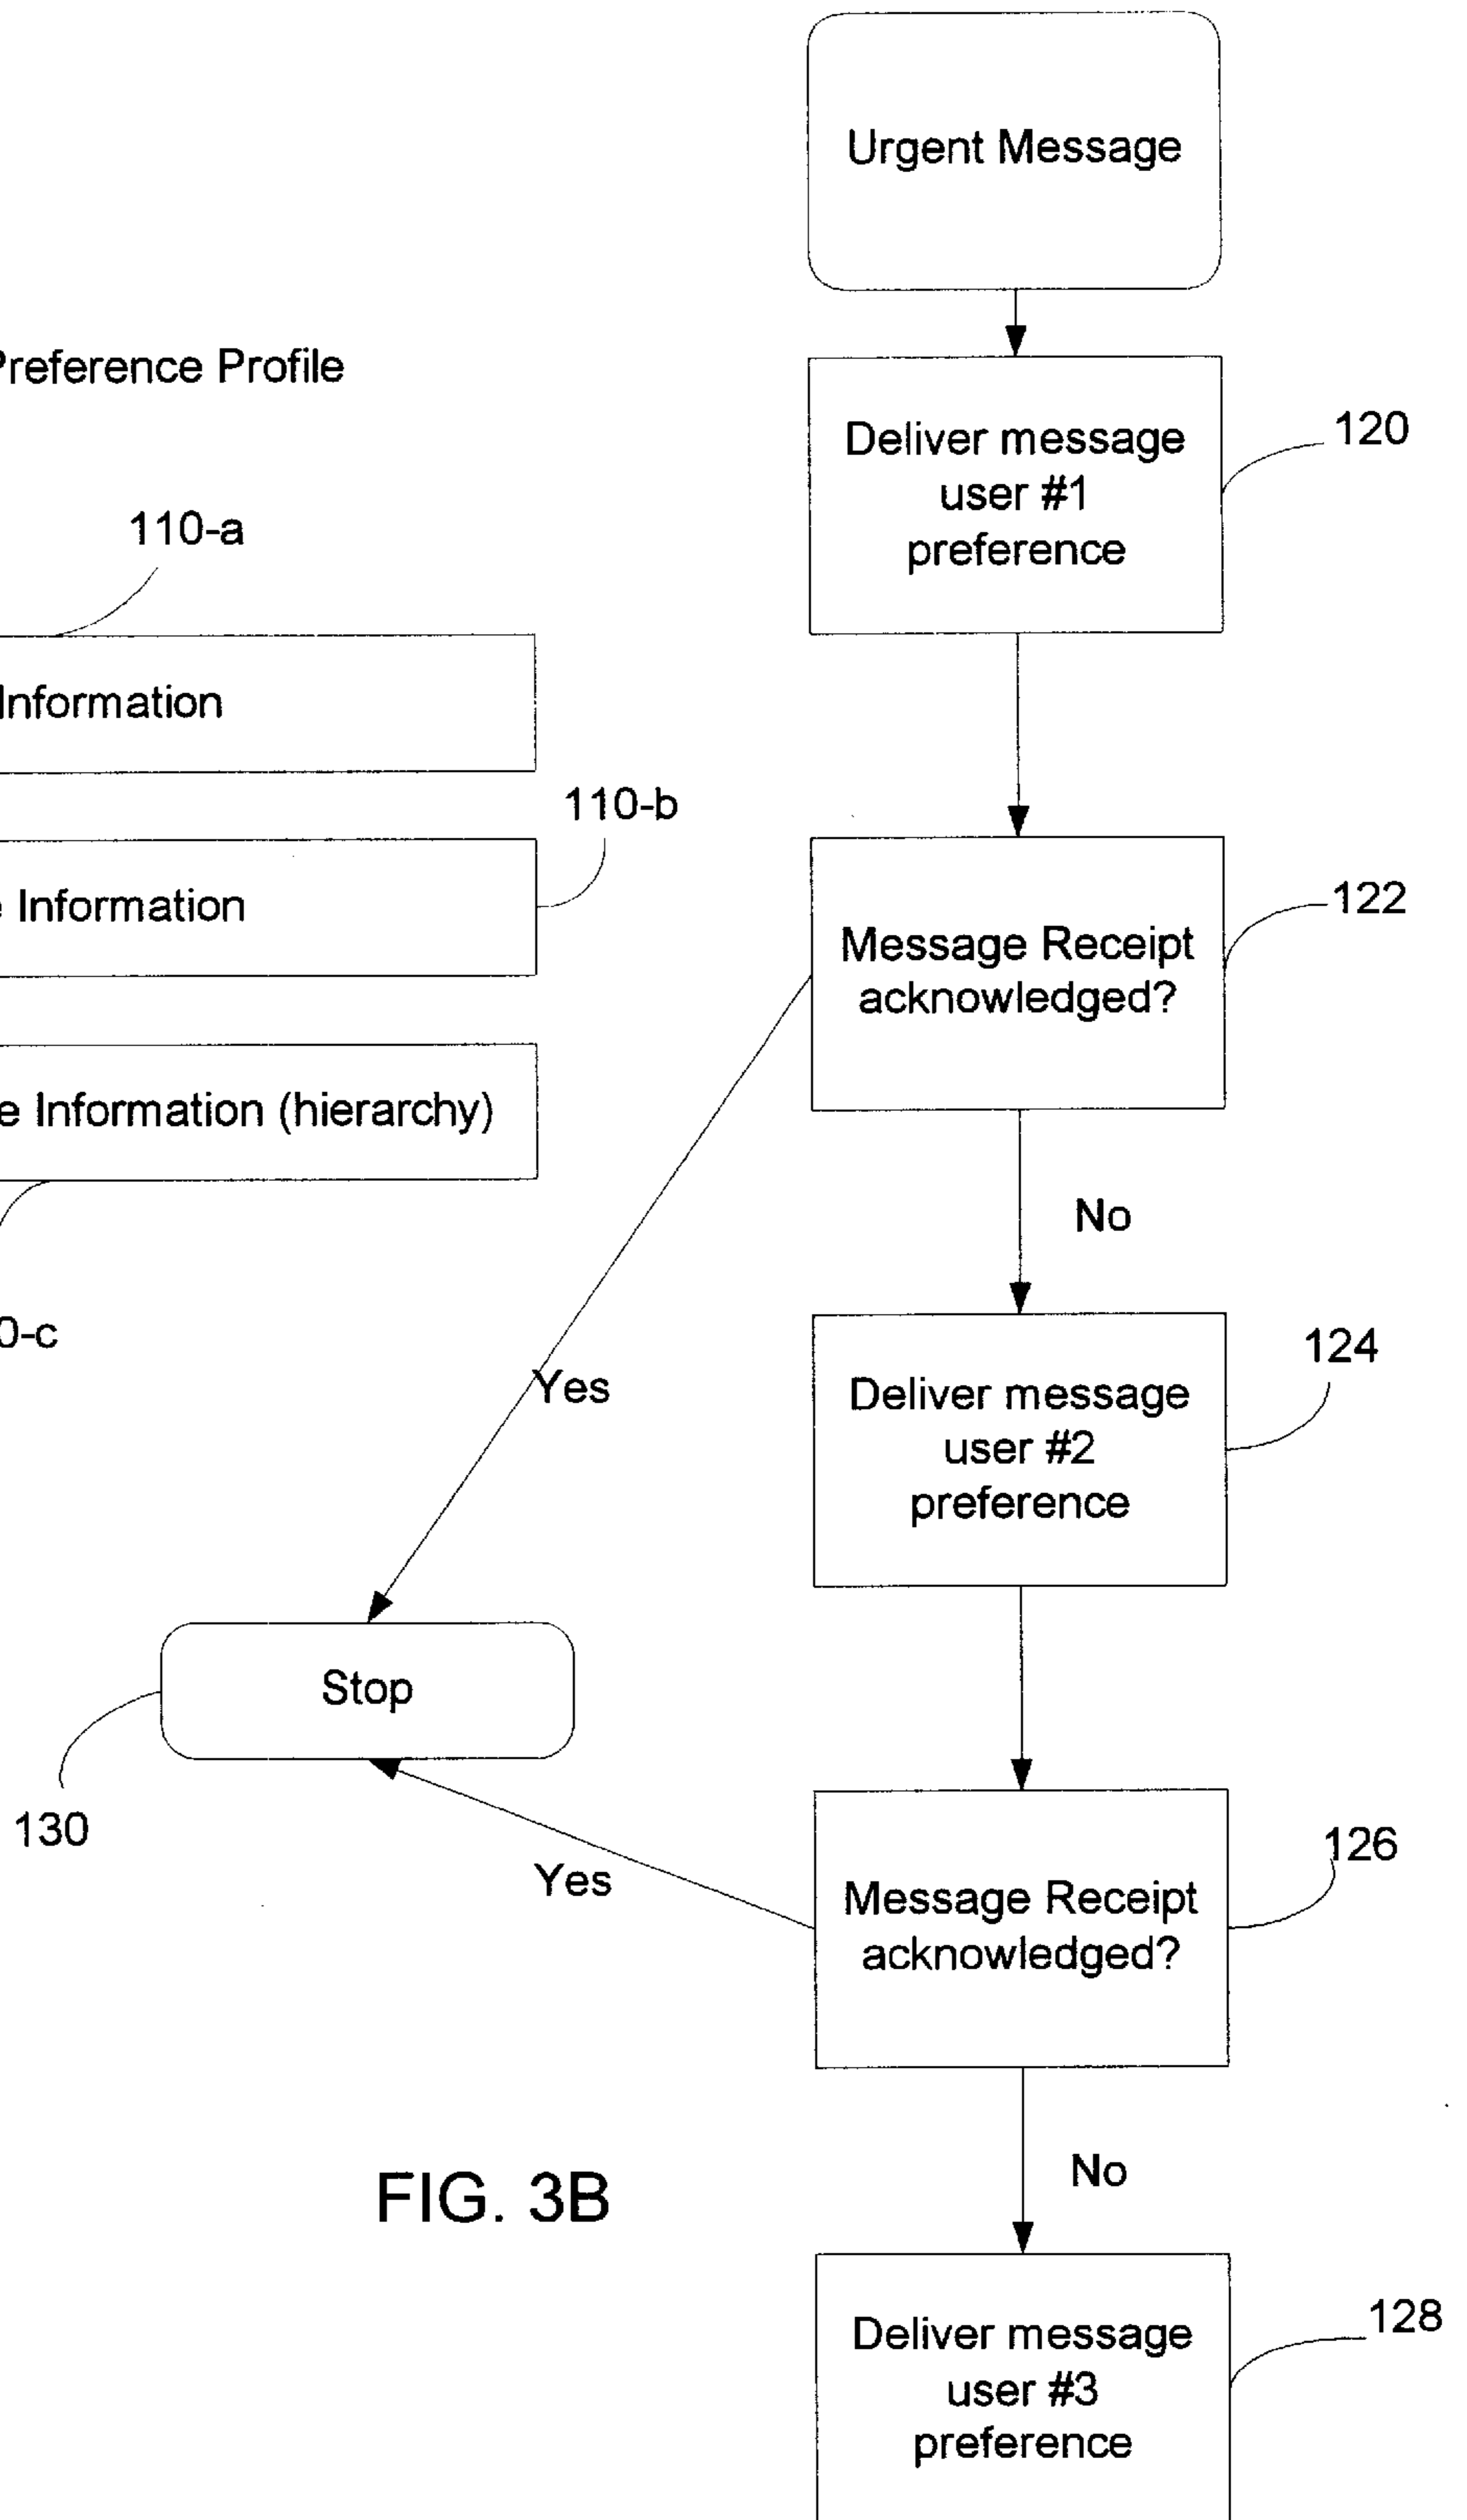 Urgent Message
Preference Profile
110-a
Information
110-b
Information
Information (hierarchy)
Deliver message
user #1
preference
120
Message Receipt
acknowledged?
122
No
Deliver message
user #2
preference
124
Yes
Stop
130
Message Receipt
acknowledged?
126
Yes
No
FIG. 3B
Deliver message
user #3
preference
128